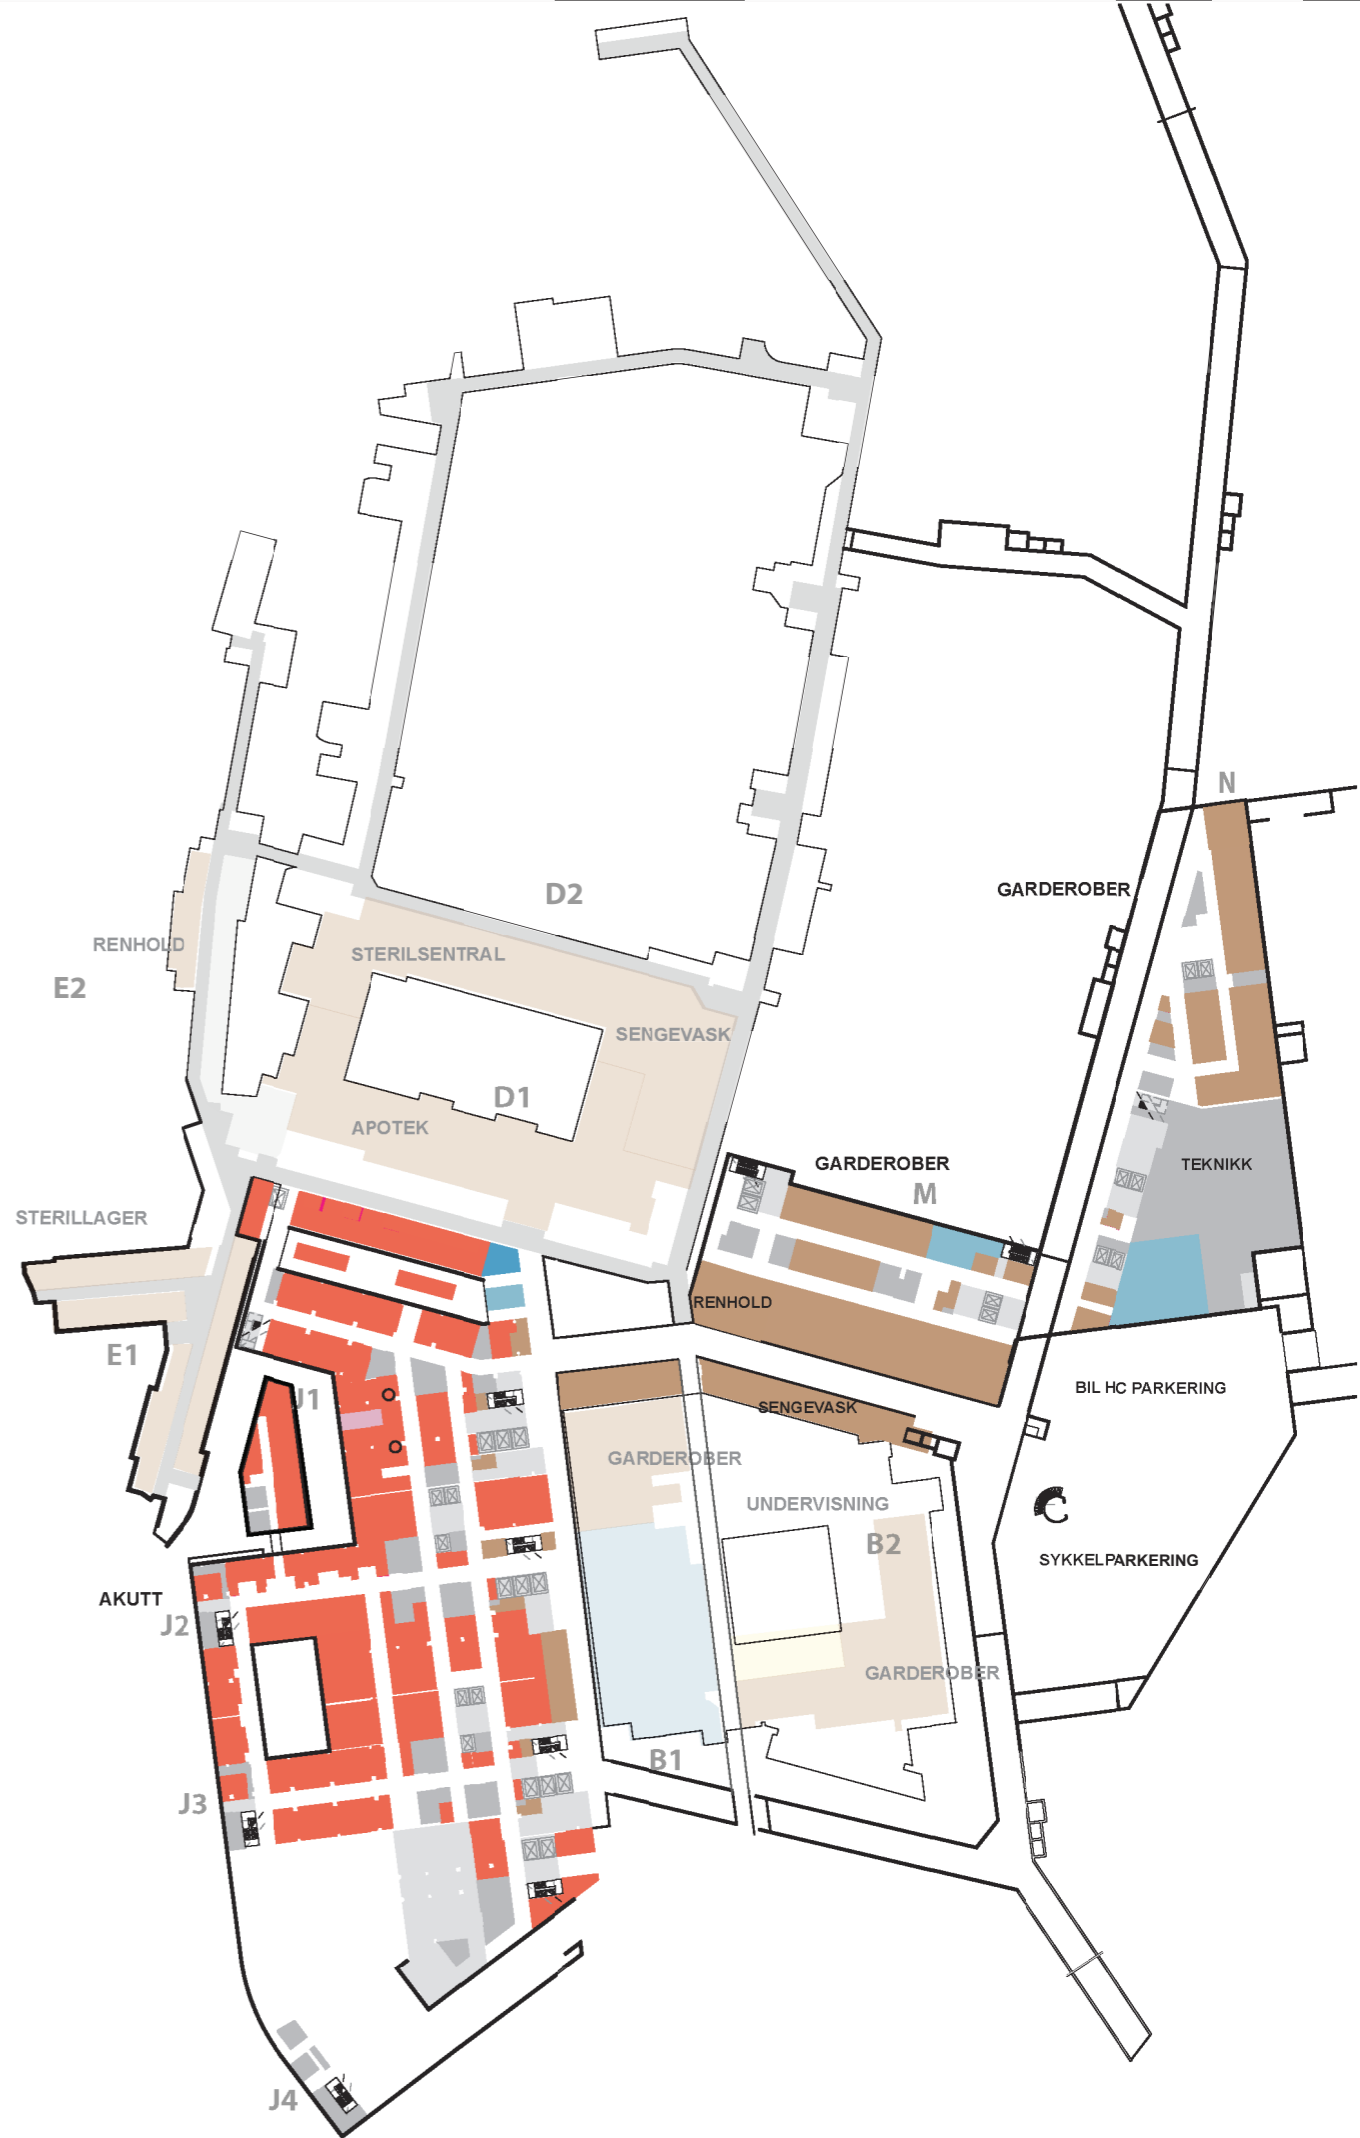 N
GARDEROBER
D2
RENHOLD
STERILSENTRAL
E2
SENGEVASK
D1
APOTEK
GARDEROBER
TEKNIKK
M
STERILLAGER
RENHOLD
E1
BIL HC PARKERING
J1
SENGEVASK
GARDEROBER
UNDERVISNING
B2
SYKKELPARKERING
AKUTT
J2
GARDEROBER
B1
J3
J4